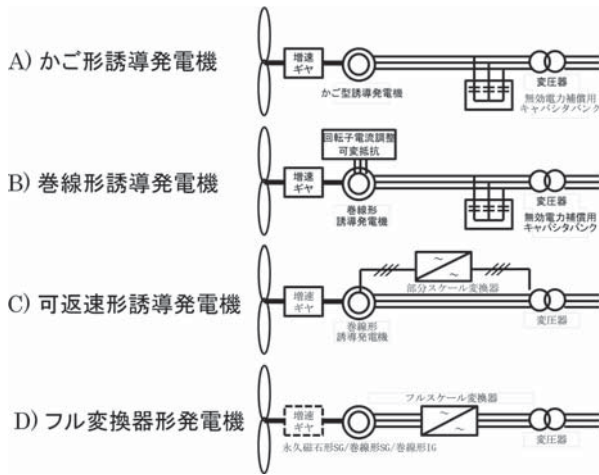 A) かご形誘導発電機
増速
ギヤ
かご型誘導発電機
変圧器
無効電力補償用
キャパシタバンク
B) 巻線形誘導発電機
回転子電流調整
可変抵抗
増速
ギヤ
巻線形
誘導発電機
変圧器
無効電力補償用
キャパシタバンク
C) 可返速形誘導発電機
増速
ギヤ
~
~
部分スケール変換器
巻線形
誘導発電機
変圧器
D) フル変換器形発電機
増速
ギヤ
フルスケール変換器
~
~
変圧器
永久磁石形SG/巻線形SG/巻線形IG